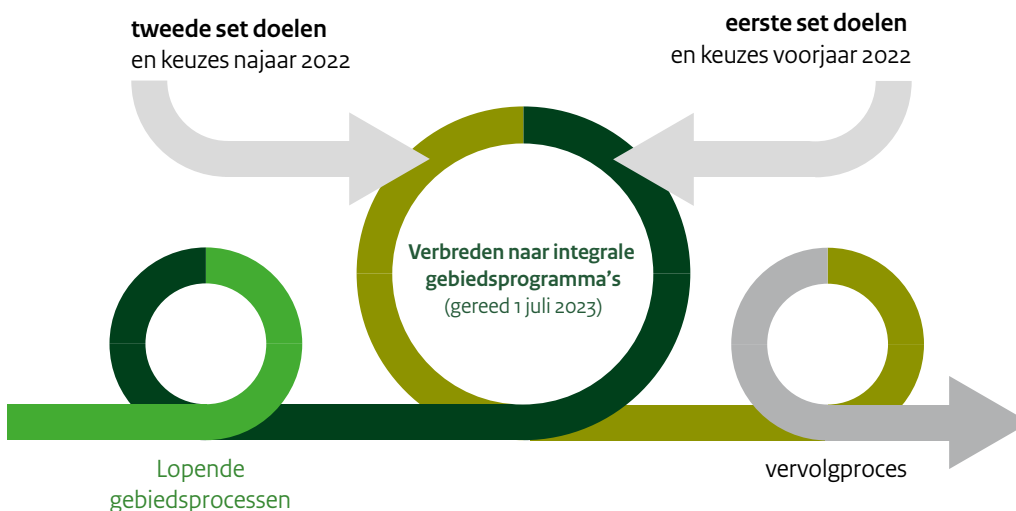 tweede set doelen
en keuzes najaar 2022
eerste set doelen
en keuzes voorjaar 2022
Verbreden naar integrale
gebiedsprogramma's
(gereed 1 juli 2023)
Lopende
gebiedsprocessen
vervolgproces